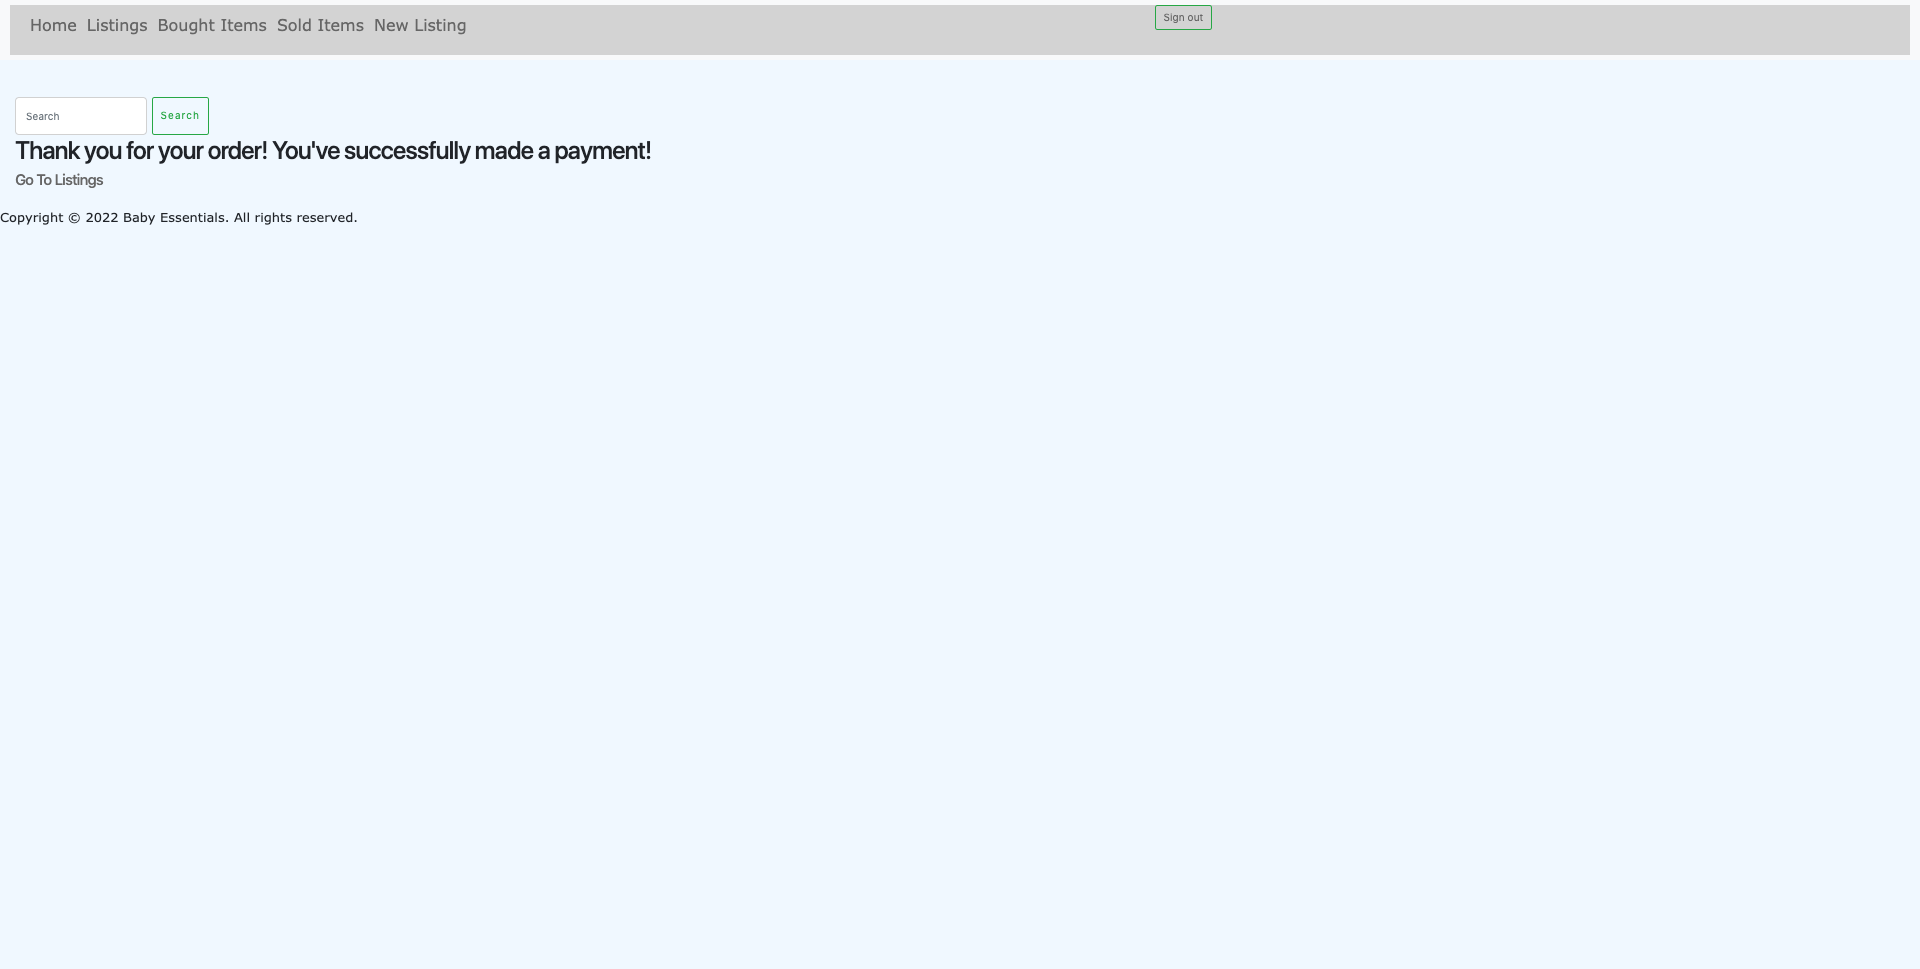 Home Listings Bought Items Sold Items New Listing Sign out
Search Search
Thank you for your order! You've successfully made a payment!
Go To Listings
Copyright © 2022 Baby Essentials. All rights reserved.